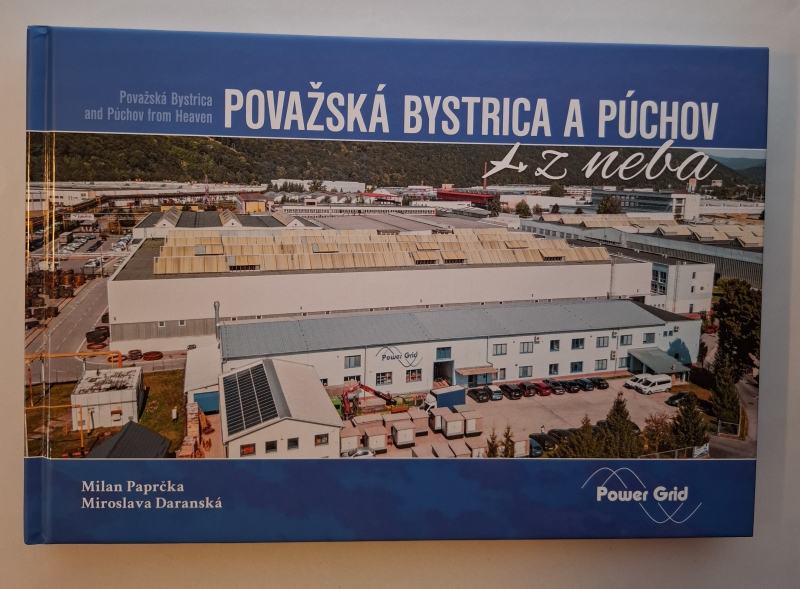 Považská Bystrica
and Púchov from Heaven
POVAŽSKÁ BYSTRICA A PÚCHOV
z neba
Power Grid
Milan Paprčka
Miroslava Daranská
Power Grid